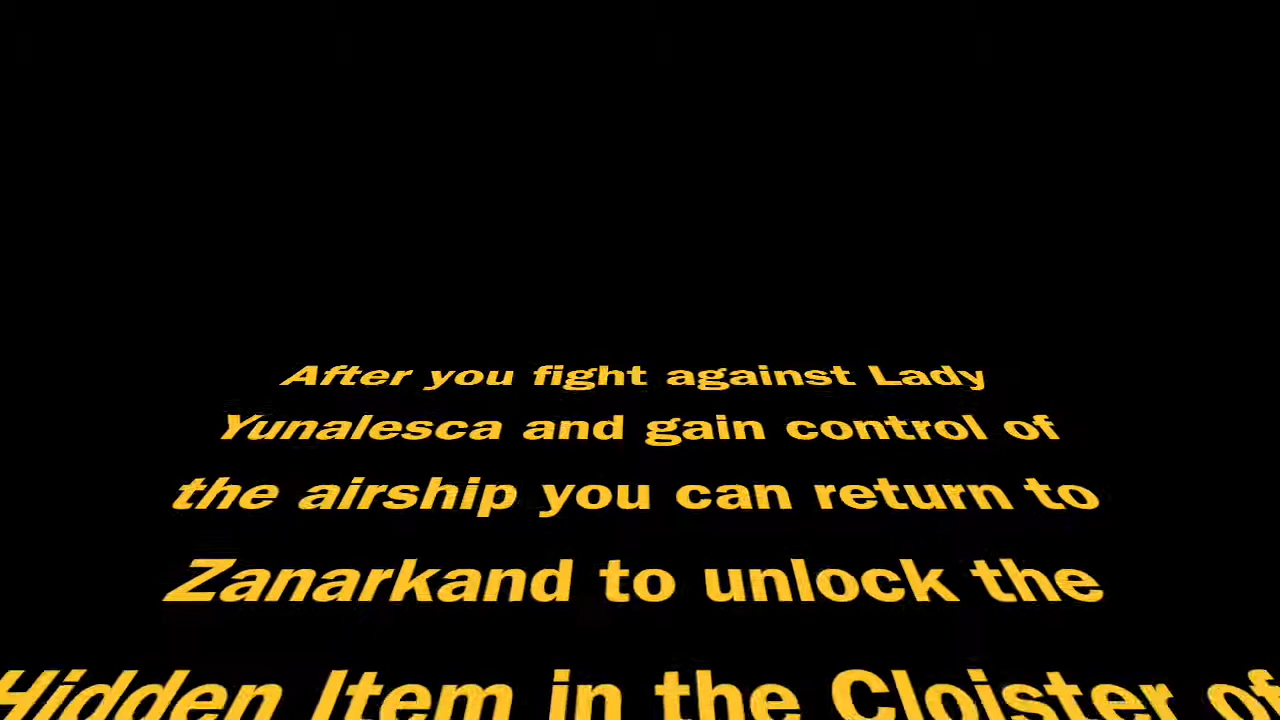 After you fight against Lady
Yunalesca and gain control of
the airship you can return to
Zanarkand to unlock the
Hidden Item in the Cloister of